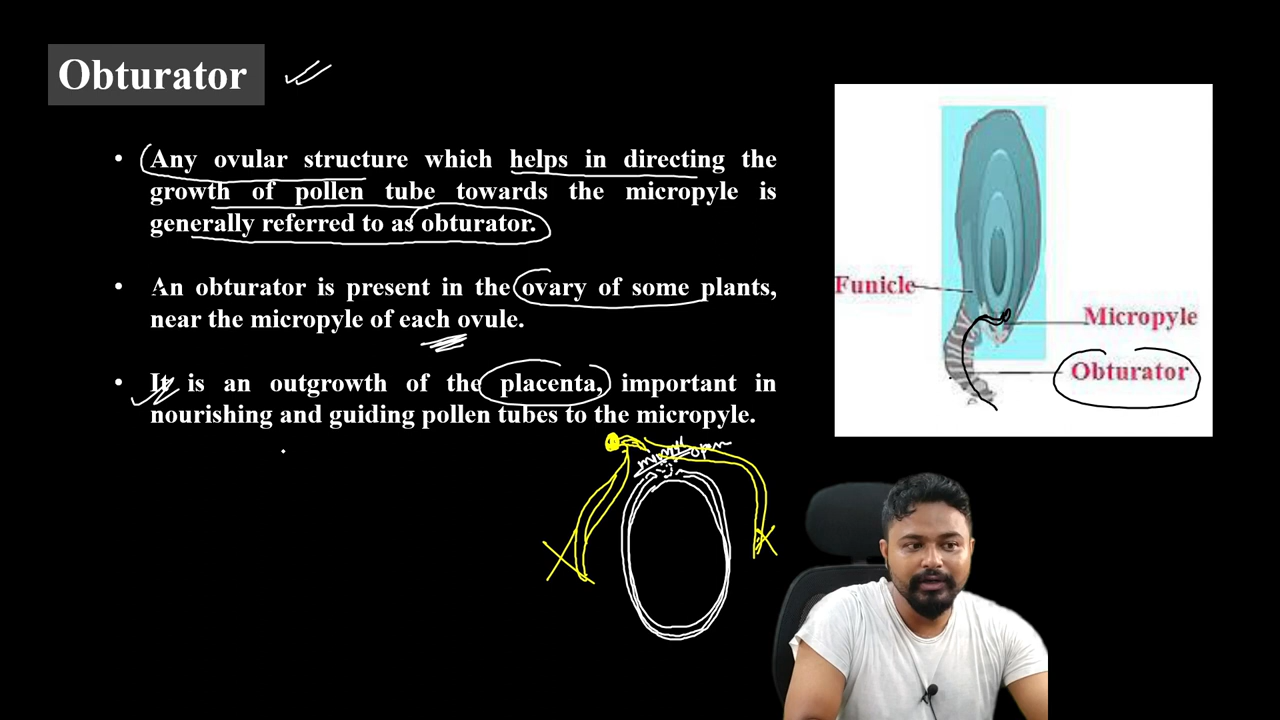 Obturator
• Any ovular structure which helps in directing the
growth of pollen tube towards the micropyle is
generally referred to as obturator.
• An obturator is present in the ovary of some plants,
near the micropyle of each ovule.
• It is an outgrowth of the placenta, important in
nourishing and guiding pollen tubes to the micropyle.
Funicle
Micropyle
Obturator
open